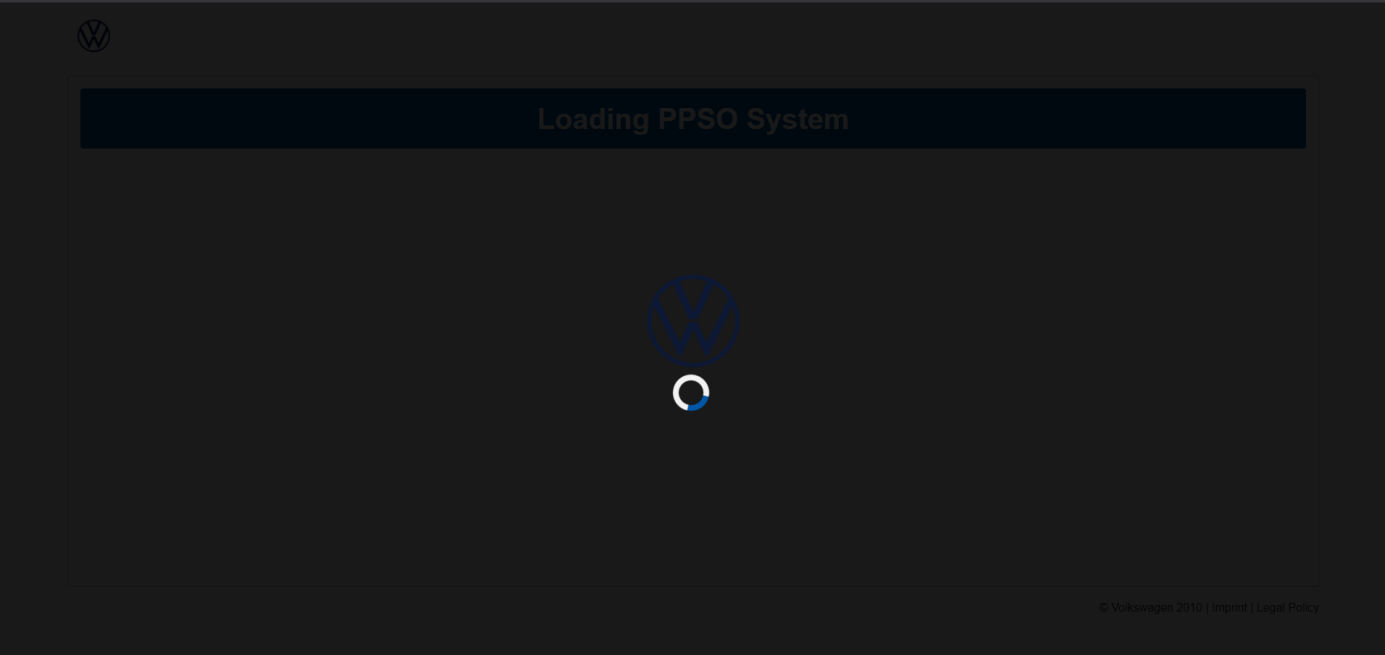 Loading PPSO System
© Volkswagen 2010 | Imprint | Legal Policy